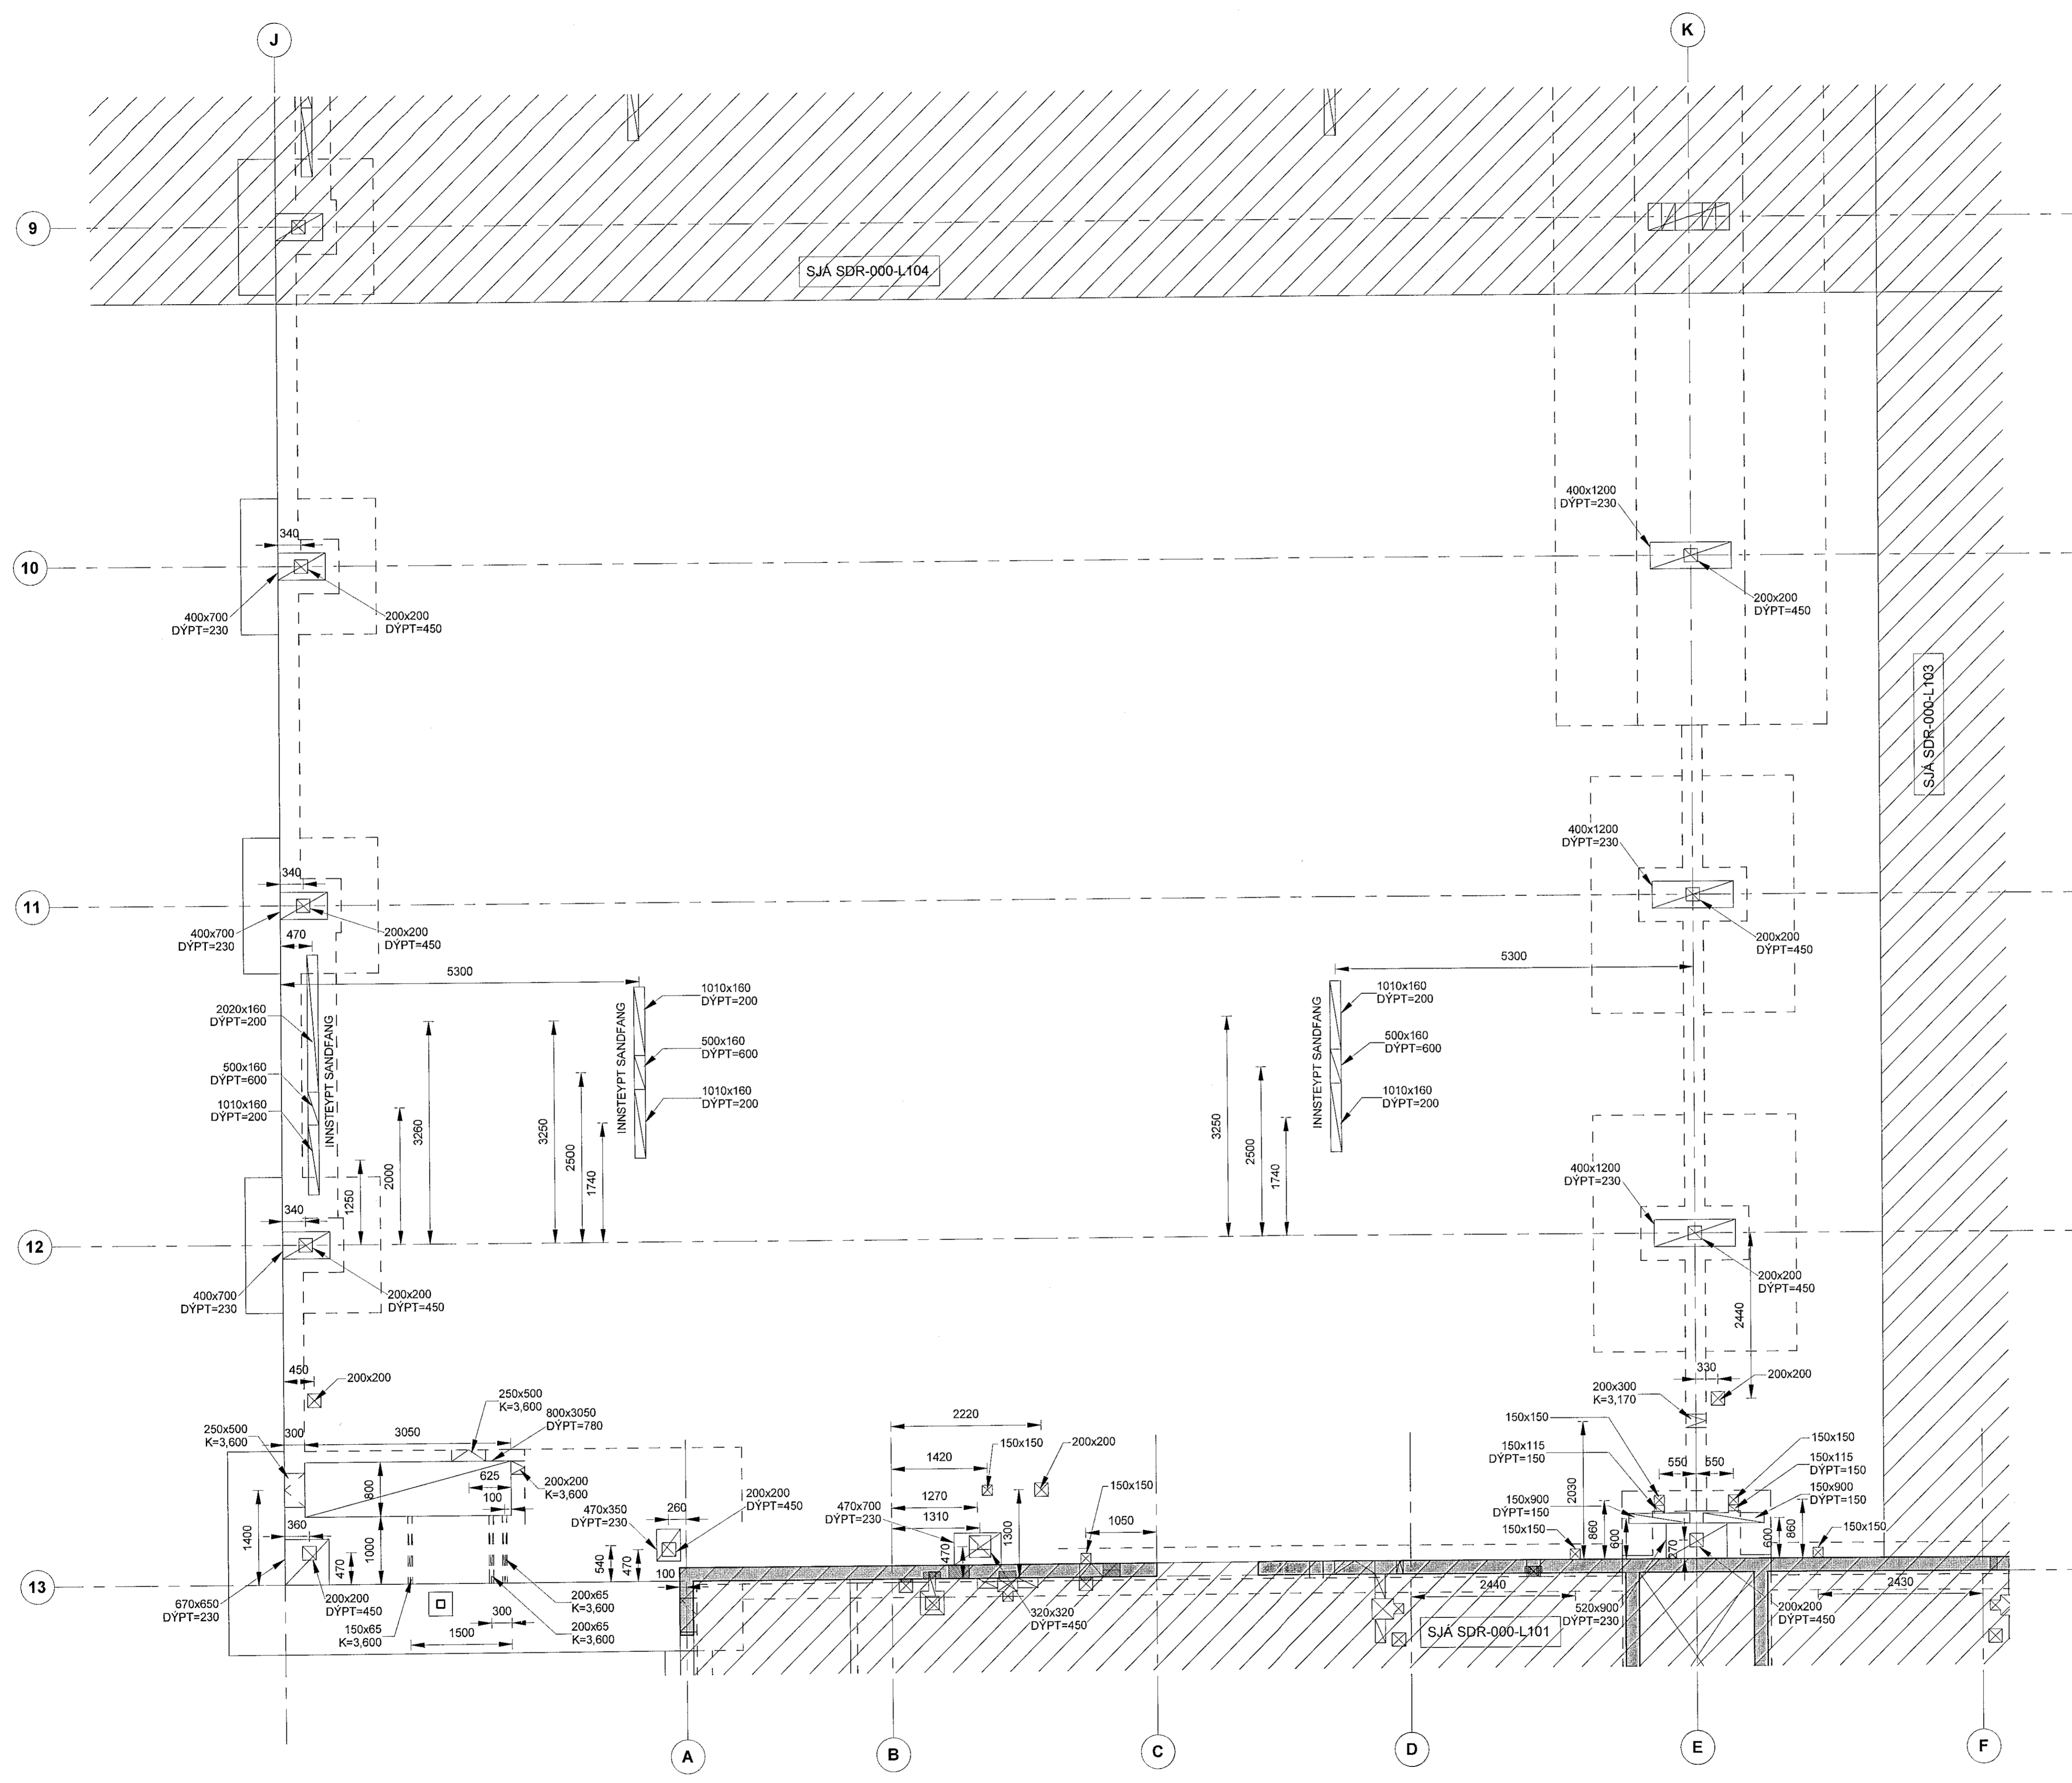 J
K
9
SJÁ SDR-000-L104
400x1200
DÝPT=230
340
10
200x200
DÝPT=450
400x700
DÝPT=230
200x200
DÝPT=450
SJÁ SDR-000-L103
400x1200
DÝPT=230
340
11
400x700
DÝPT=230
200x200
DÝPT=450
200x200
DÝPT=450
470
5300
5300
2020x160
DÝPT=200
500x160
DÝPT=600
1010x160
DÝPT=200
INNSTEYPT SANDFANG
1250
2000
3260
3250
2500
1740
INNSTEYPT SANDFANG
1010x160
DÝPT=200
500x160
DÝPT=600
1010x160
DÝPT=200
3250
2500
1740
INNSTEYPT SANDFANG
1010x160
DÝPT=200
500x160
DÝPT=600
1010x160
DÝPT=200
400x1200
DÝPT=230
340
12
400x700
DÝPT=230
200x200
DÝPT=450
200x200
DÝPT=450
2440
450
200x200
330
200x200
200x300
K=3,170
250x500
K=3,600
800x3050
DÝPT=780
250x500
K=3,600
300
3050
2220
150x150
200x200
1420
150x150
150x150
150x115
DÝPT=150
550
550
150x115
DÝPT=150
625
800
100
200x200
K=3,600
470x350
DÝPT=230
260
200x200
DÝPT=450
470x700
DÝPT=230
1270
1310
1300
150x150
1050
2030
150x900
DÝPT=150
150x900
DÝPT=150
150x150
860
600
270
600
860
150x150
1400
360
470
1000
540
470
100
470
13
670x650
DÝPT=230
200x200
DÝPT=450
150x65
K=3,600
300
1500
200x65
K=3,600
200x65
K=3,600
320x320
DÝPT=450
2440
520x900
DÝPT=230
200x200
DÝPT=450
2430
SJÁ SDR-000-L101
A
B
C
D
E
F